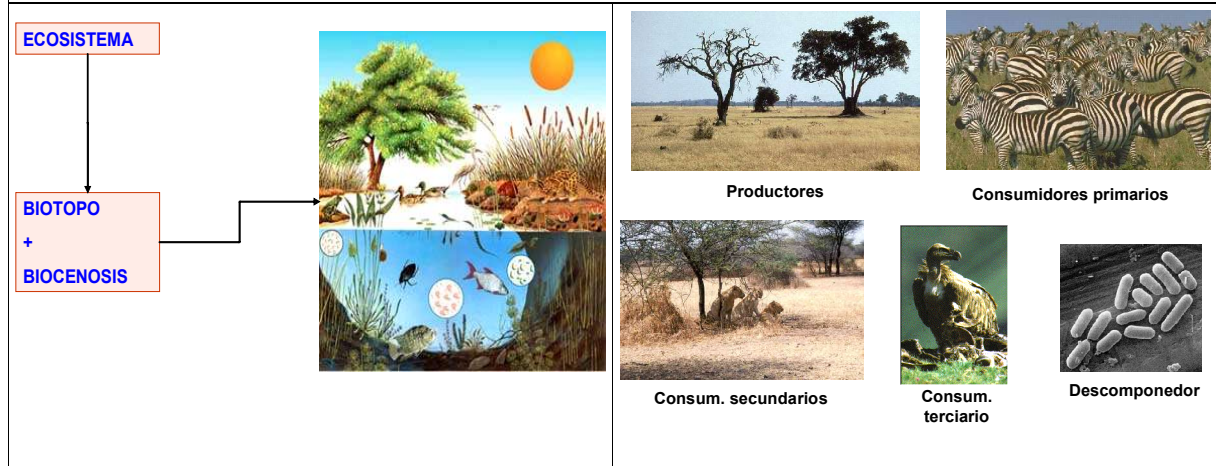 ECOSISTEMA
BIOTOPO
+
BIOCENOSIS
Productores
Consumidores primarios
Consum. secundarios
Consum.
terciario
Descomponedor